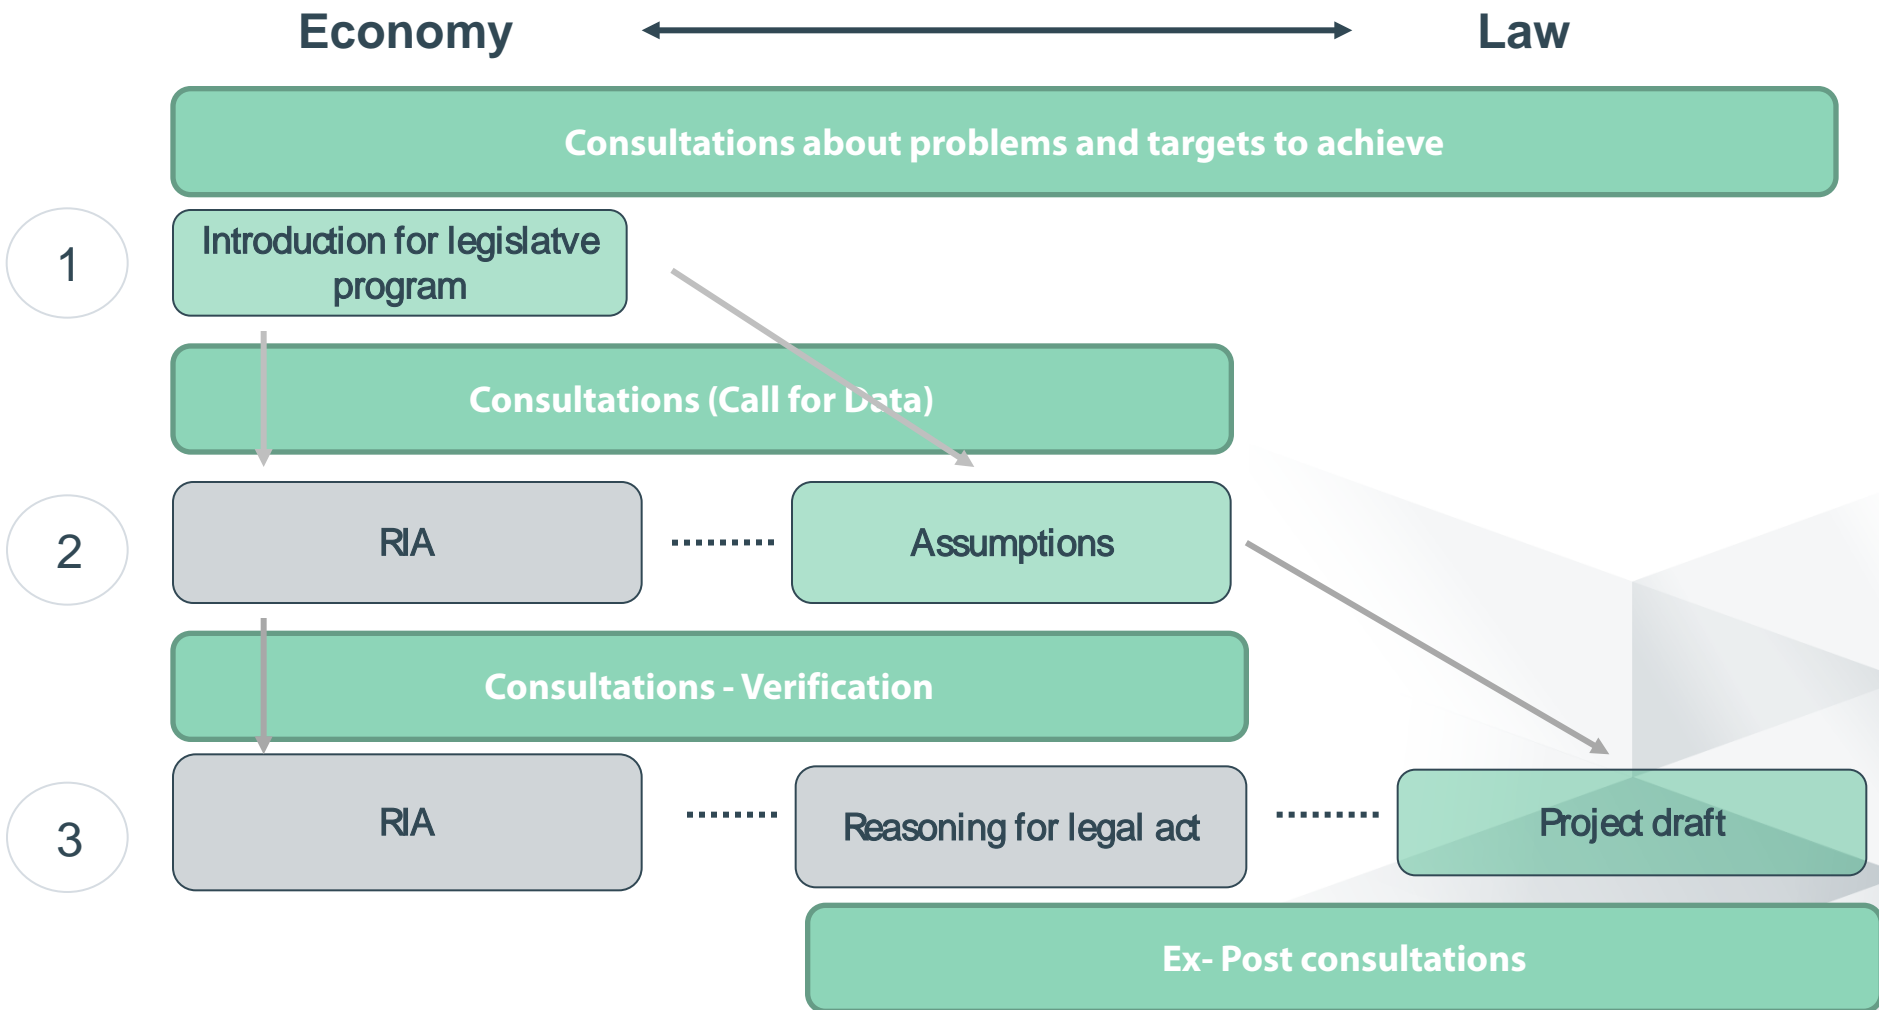 Economy
Law
Consultations about problems and targets to achieve
1
Introduction for legislatve
program
Consultations (Call for Data)
2
RIA
Assumptions
Consultations - Verification
3
RIA
Reasoning for legal act
Project draft
Ex- Post consultations